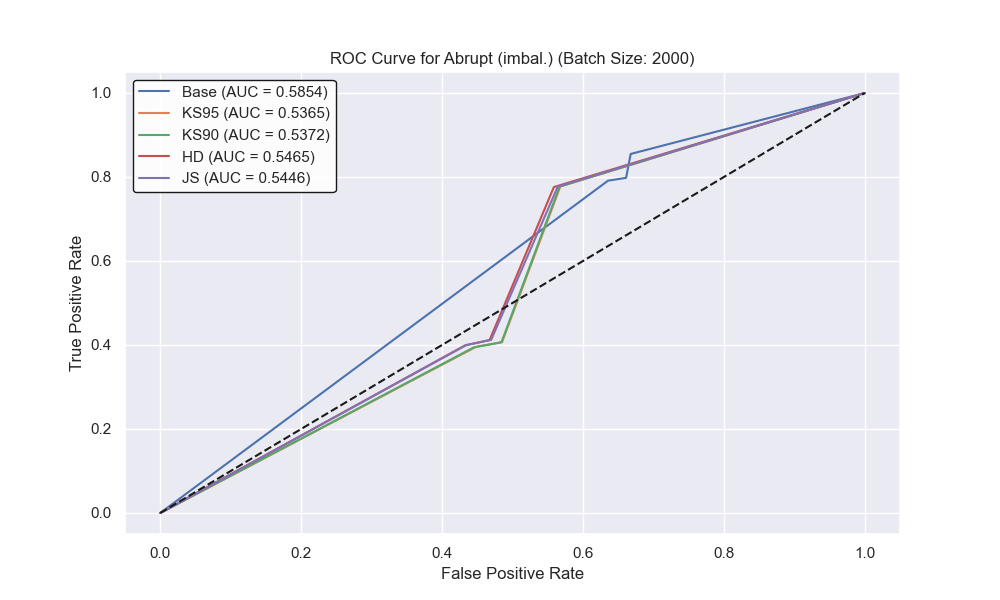 ROC Curve for Abrupt (imbal.) (Batch Size: 2000)
Base (AUC = 0.5854)
KS95 (AUC = 0.5365)
KS90 (AUC = 0.5372)
HD (AUC = 0.5465)
JS (AUC = 0.5446)
True Positive Rate
1.0
0.8
0.6
0.4
0.2
0.0
0.0 0.2 0.4 0.6 0.8 1.0
False Positive Rate